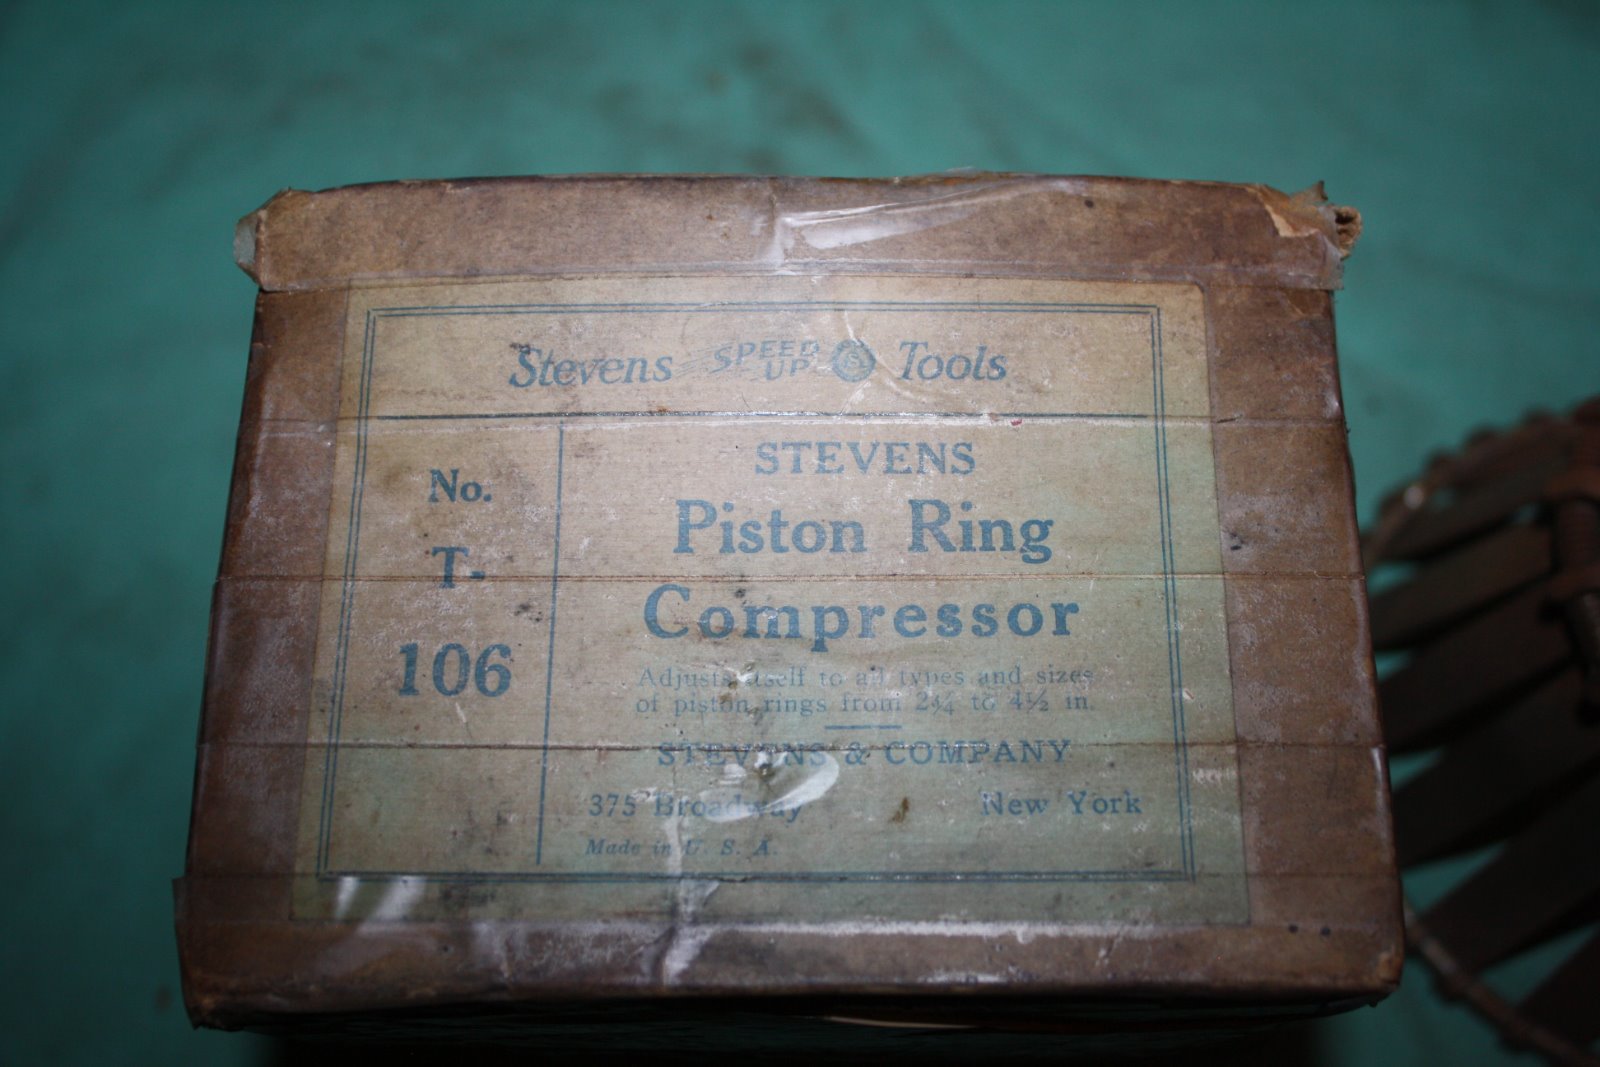 Stevens SPEED UP S Tools
No.
T-
106
STEVENS
Piston Ring
Compressor
Adjusts itself to all types and sizes
of piston rings from 2¼ to 4½ in.
STEVENS & COMPANY
375 Broadway New York
Made in U. S. A.